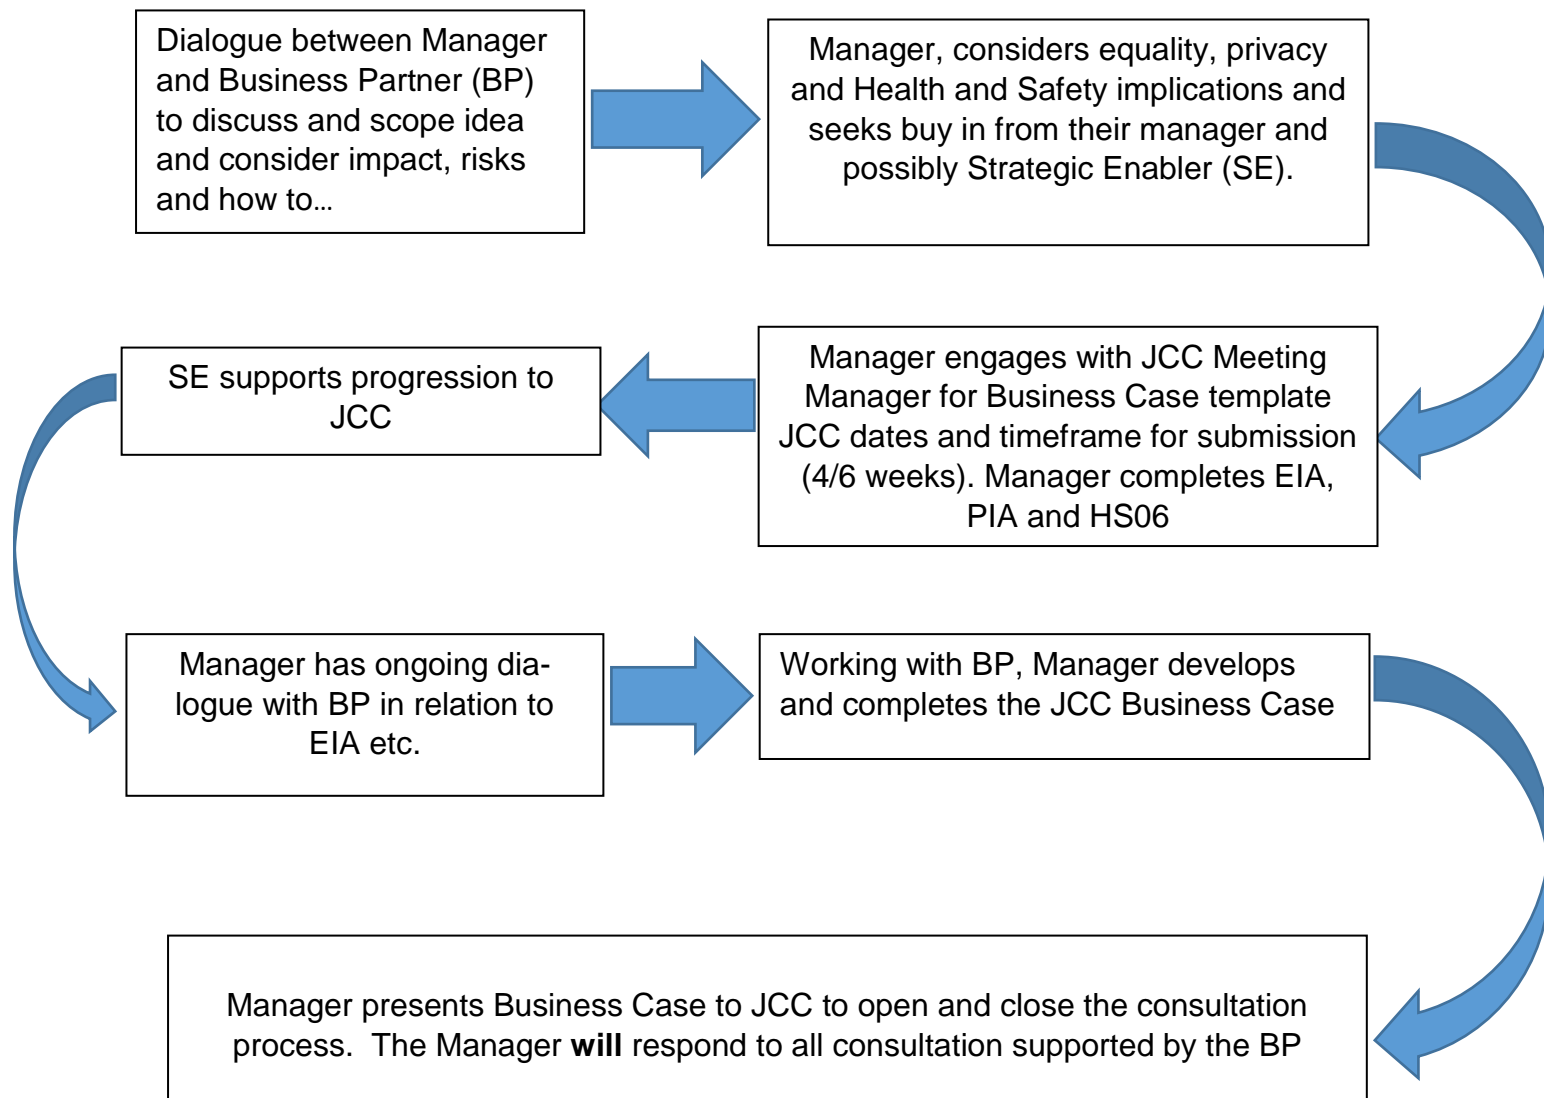 Dialogue between Manager
and Business Partner (BP)
to discuss and scope idea
and consider impact, risks
and how to…
Manager, considers equality, privacy
and Health and Safety implications and
seeks buy in from their manager and
possibly Strategic Enabler (SE).
Manager engages with JCC Meeting
Manager for Business Case template
JCC dates and timeframe for submission
(4/6 weeks). Manager completes EIA,
PIA and HS06
SE supports progression to
JCC
Manager has ongoing dia-
logue with BP in relation to
EIA etc.
Working with BP, Manager develops
and completes the JCC Business Case
Manager presents Business Case to JCC to open and close the consultation
process.  The Manager will respond to all consultation supported by the BP